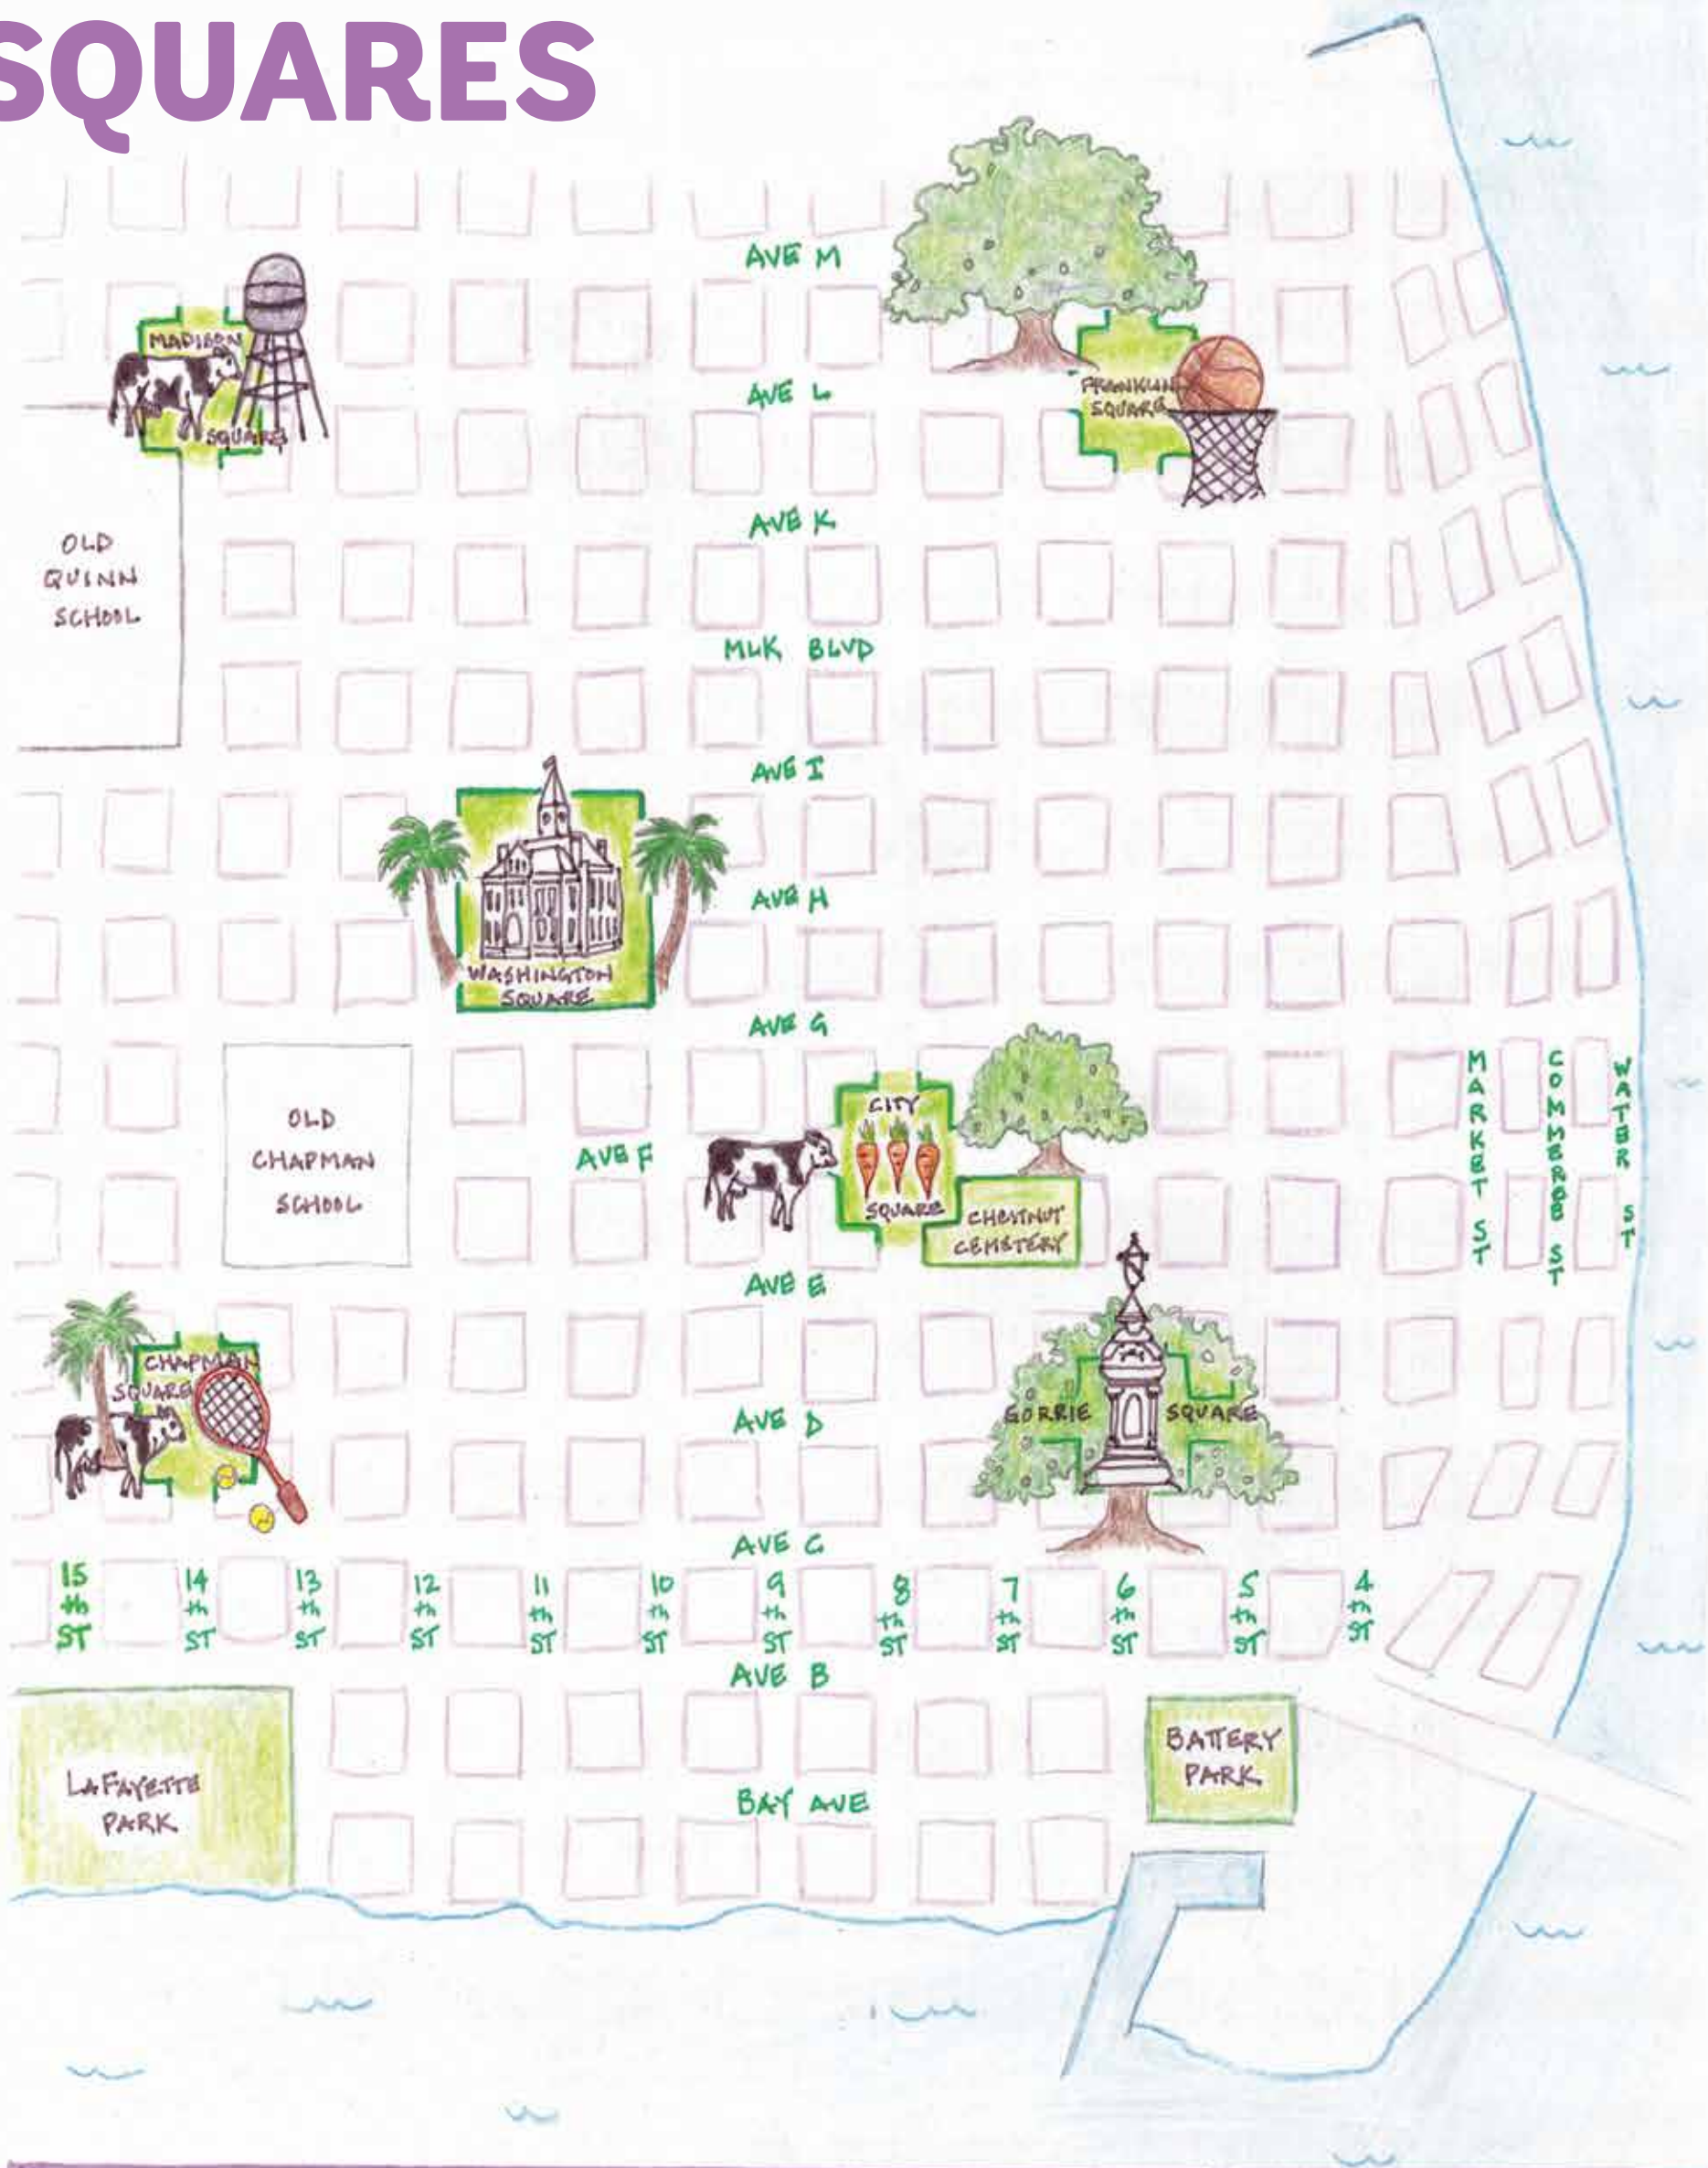 SQUARES
AVE M
MADISON
SQUARE
AVE L
FRANKLIN
SQUARE
AVE K
OLD
QUINN
SCHOOL
MLK BLVD
AVE I
AVE H
WASHINGTON
SQUARE
AVE G
OLD
CHAPMAN
SCHOOL
AVE F
CITY
SQUARE
CHESTNUT
CEMETERY
MARKET ST
COMMERCE ST
WATER ST
AVE E
CHAPMAN
SQUARE
GORRIE SQUARE
AVE D
AVE C
15
th
ST
14
th
ST
13
th
ST
12
th
ST
11
th
ST
10
th
ST
9
th
ST
8
th
ST
7
th
ST
6
th
ST
5
th
ST
4
th
ST
AVE B
LAFAYETTE
PARK
BATTERY
PARK
BAY AVE